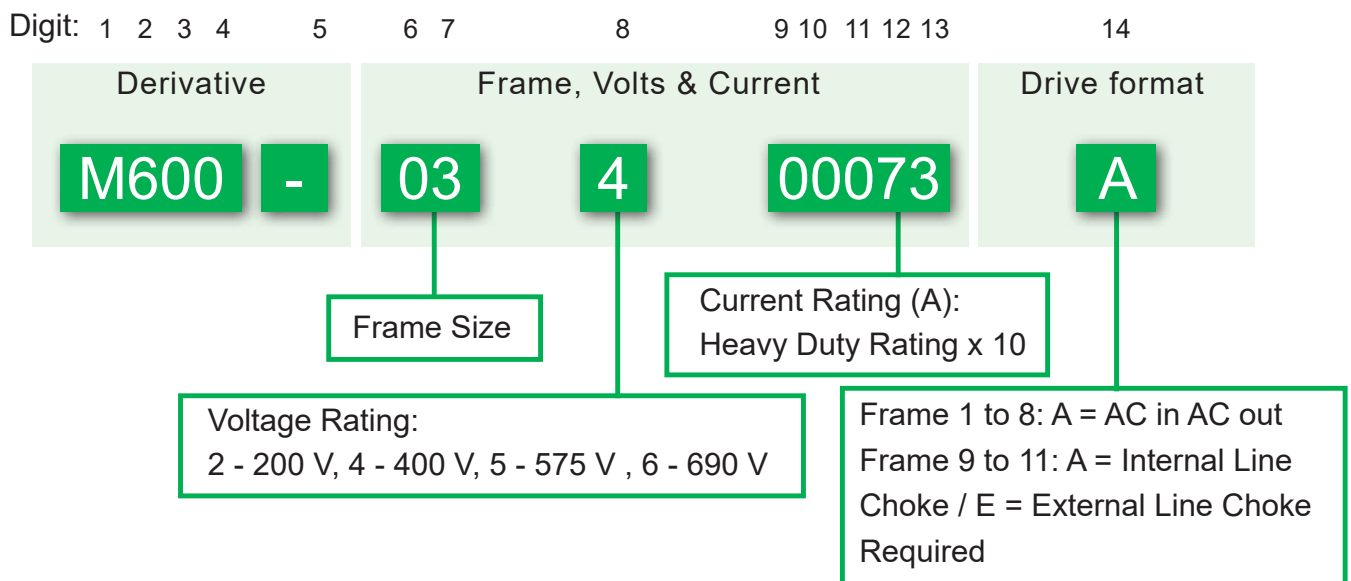 Digit: 1 2 3 4 5 6 7 8 9 10 11 12 13 14
Derivative Frame, Volts & Current Drive format
M600 - 03 4 00073 A
Frame Size
Current Rating (A):
Heavy Duty Rating x 10
Voltage Rating:
2 - 200 V, 4 - 400 V, 5 - 575 V , 6 - 690 V
Frame 1 to 8: A = AC in AC out
Frame 9 to 11: A = Internal Line
Choke / E = External Line Choke
Required